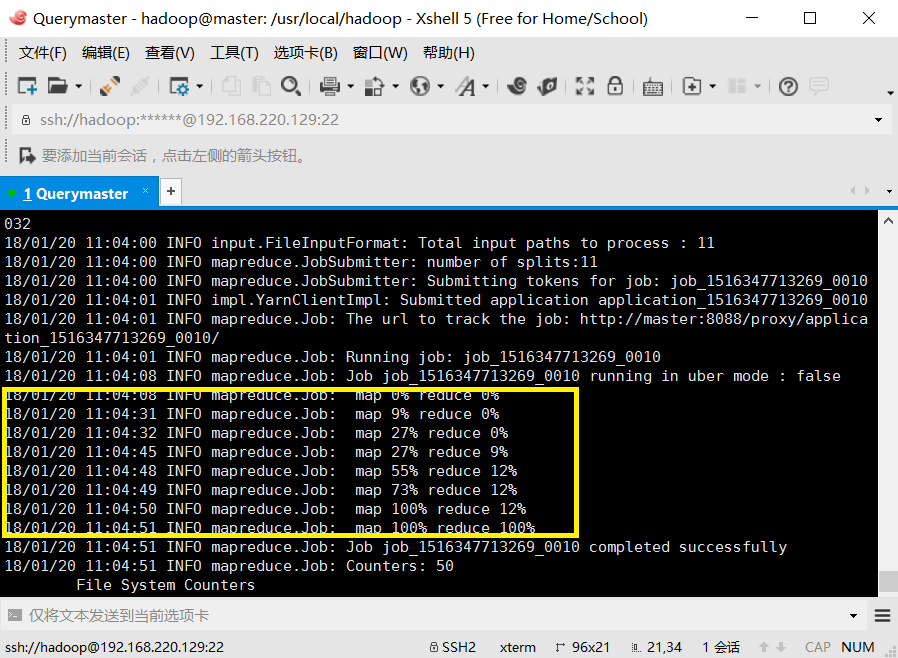 Querymaster - hadoop@master: /usr/local/hadoop - Xshell 5 (Free for Home/School)
文件(F) 编辑(E) 查看(V) 工具(T) 选项卡(B) 窗口(W) 帮助(H)
ssh://hadoop:******@192.168.220.129:22
要添加当前会话，点击左侧的箭头按钮。
1 Querymaster × +
032
18/01/20 11:04:00 INFO input.FileInputFormat: Total input paths to process : 11
18/01/20 11:04:00 INFO mapreduce.JobSubmitter: number of splits:11
18/01/20 11:04:00 INFO mapreduce.JobSubmitter: Submitting tokens for job: job_1516347713269_0010
18/01/20 11:04:01 INFO impl.YarnClientImpl: Submitted application application_1516347713269_0010
18/01/20 11:04:01 INFO mapreduce.Job: The url to track the job: http://master:8088/proxy/applica
tion_1516347713269_0010/
18/01/20 11:04:01 INFO mapreduce.Job: Running job: job_1516347713269_0010
18/01/20 11:04:08 INFO mapreduce.Job: Job job_1516347713269_0010 running in uber mode : false
18/01/20 11:04:08 INFO mapreduce.Job:  map 0% reduce 0%
18/01/20 11:04:31 INFO mapreduce.Job:  map 9% reduce 0%
18/01/20 11:04:32 INFO mapreduce.Job:  map 27% reduce 0%
18/01/20 11:04:45 INFO mapreduce.Job:  map 27% reduce 9%
18/01/20 11:04:48 INFO mapreduce.Job:  map 55% reduce 12%
18/01/20 11:04:49 INFO mapreduce.Job:  map 73% reduce 12%
18/01/20 11:04:50 INFO mapreduce.Job:  map 100% reduce 12%
18/01/20 11:04:51 INFO mapreduce.Job:  map 100% reduce 100%
18/01/20 11:04:51 INFO mapreduce.Job: Job job_1516347713269_0010 completed successfully
18/01/20 11:04:51 INFO mapreduce.Job: Counters: 50
File System Counters
仅将文本发送到当前选项卡
ssh://hadoop@192.168.220.129:22 SSH2 xterm 96x21 21,34 1 会话 CAP NUM